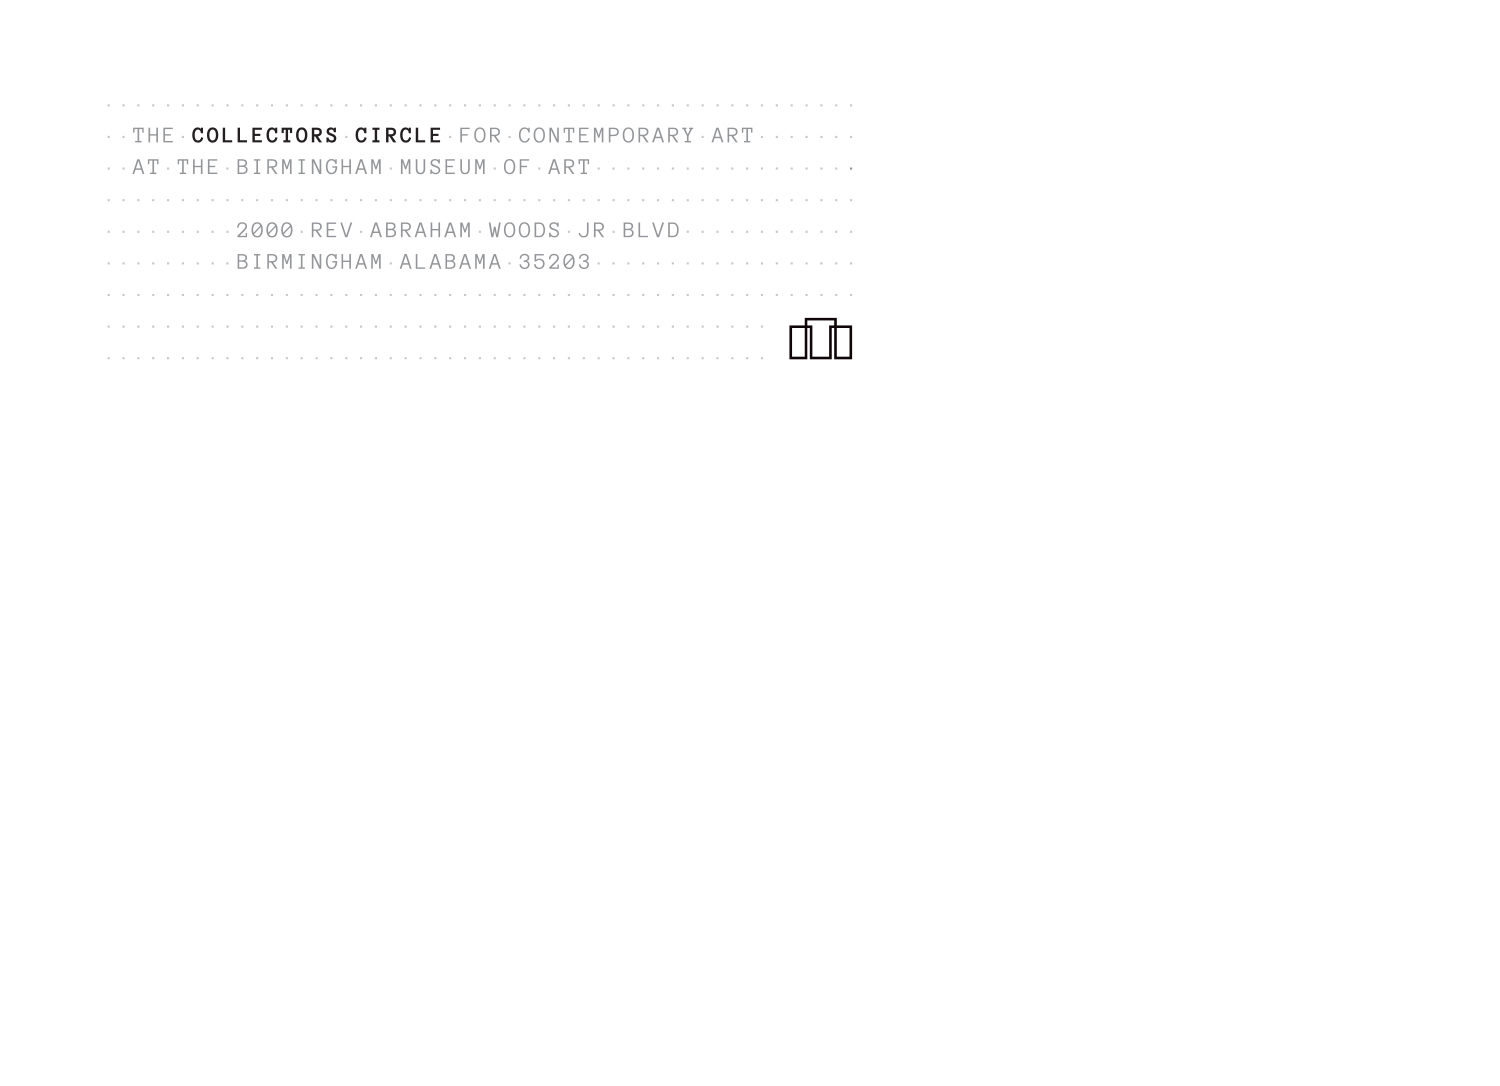 THE COLLECTORS CIRCLE FOR CONTEMPORARY ART
AT THE BIRMINGHAM MUSEUM OF ART
2000 REV ABRAHAM WOODS JR BLVD
BIRMINGHAM ALABAMA 35203